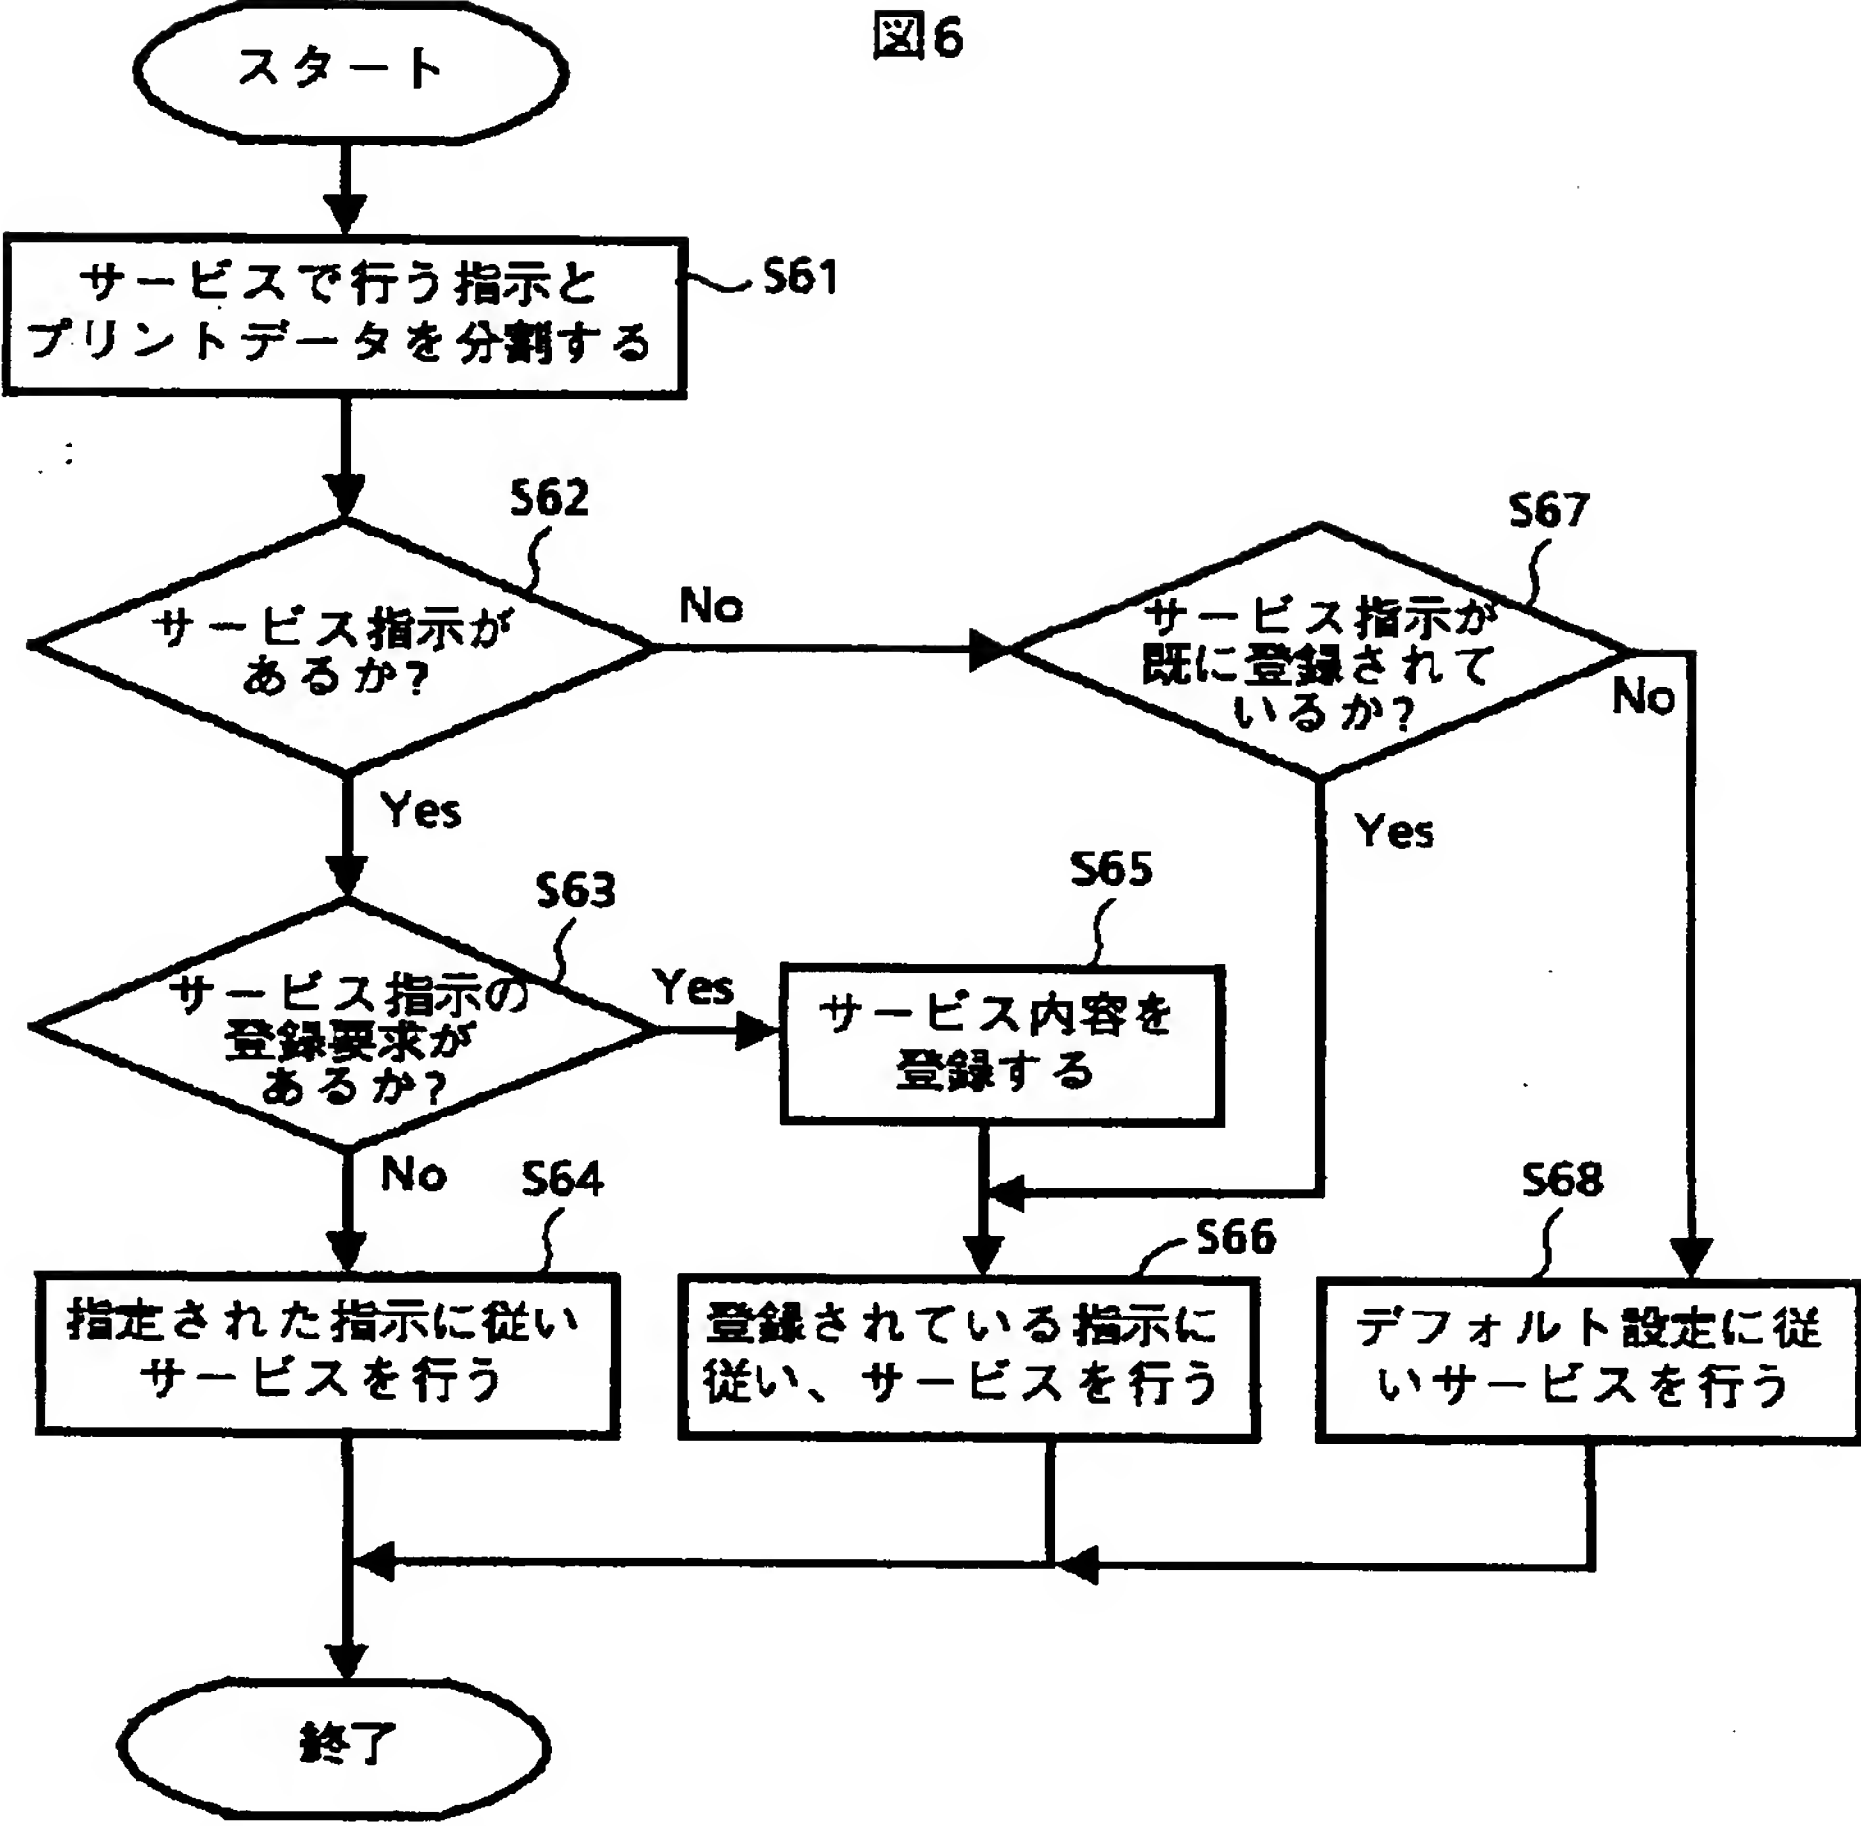 図6
スタート
サービスで行う指示と
プリントデータを分割する
S61
S62
サービス指示が
あるか?
No
Yes
S67
サービス指示が
既に登録されて
いるか?
No
Yes
S63
サービス指示の
登録要求が
あるか?
Yes
No
S65
サービス内容を
登録する
S64
指定された指示に従い
サービスを行う
S66
登録されている指示に
従い、サービスを行う
S68
デフォルト設定に従
いサービスを行う
終了